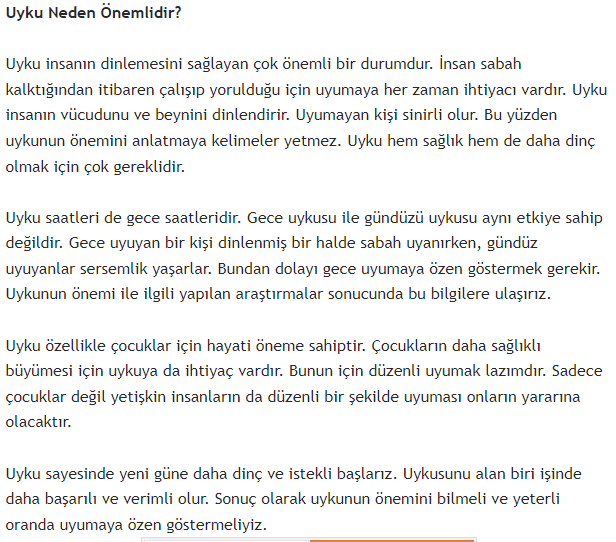 Uyku Neden Önemlidir?
Uyku insanın dinlemesini sağlayan çok önemli bir durumdur. İnsan sabah
kalktığından itibaren çalışıp yorulduğu için uyumaya her zaman ihtiyacı vardır. Uyku
insanın vücudunu ve beynini dinlendirir. Uyumayan kişi sinirli olur. Bu yüzden
uykunun önemini anlatmaya kelimeler yetmez. Uyku hem sağlık hem de daha dinç
olmak için çok gereklidir.
Uyku saatleri de gece saatleridir. Gece uykusu ile gündüzü uykusu aynı etkiye sahip
değildir. Gece uyuyan bir kişi dinlenmiş bir halde sabah uyanırken, gündüz
uyuyanlar sersemlik yaşarlar. Bundan dolayı gece uyumaya özen göstermek gerekir.
Uykunun önemi ile ilgili yapılan araştırmalar sonucunda bu bilgilere ulaşırız.
Uyku özellikle çocuklar için hayati öneme sahiptir. Çocukların daha sağlıklı
büyümesi için uykuya da ihtiyaç vardır. Bunun için düzenli uyumak lazımdır. Sadece
çocuklar değil yetişkin insanların da düzenli bir şekilde uyuması onların yararına
olacaktır.
Uyku sayesinde yeni güne daha dinç ve istekli başlarız. Uykusunu alan biri işinde
daha başarılı ve verimli olur. Sonuç olarak uykunun önemini bilmeli ve yeterli
oranda uyumaya özen göstermeliyiz.